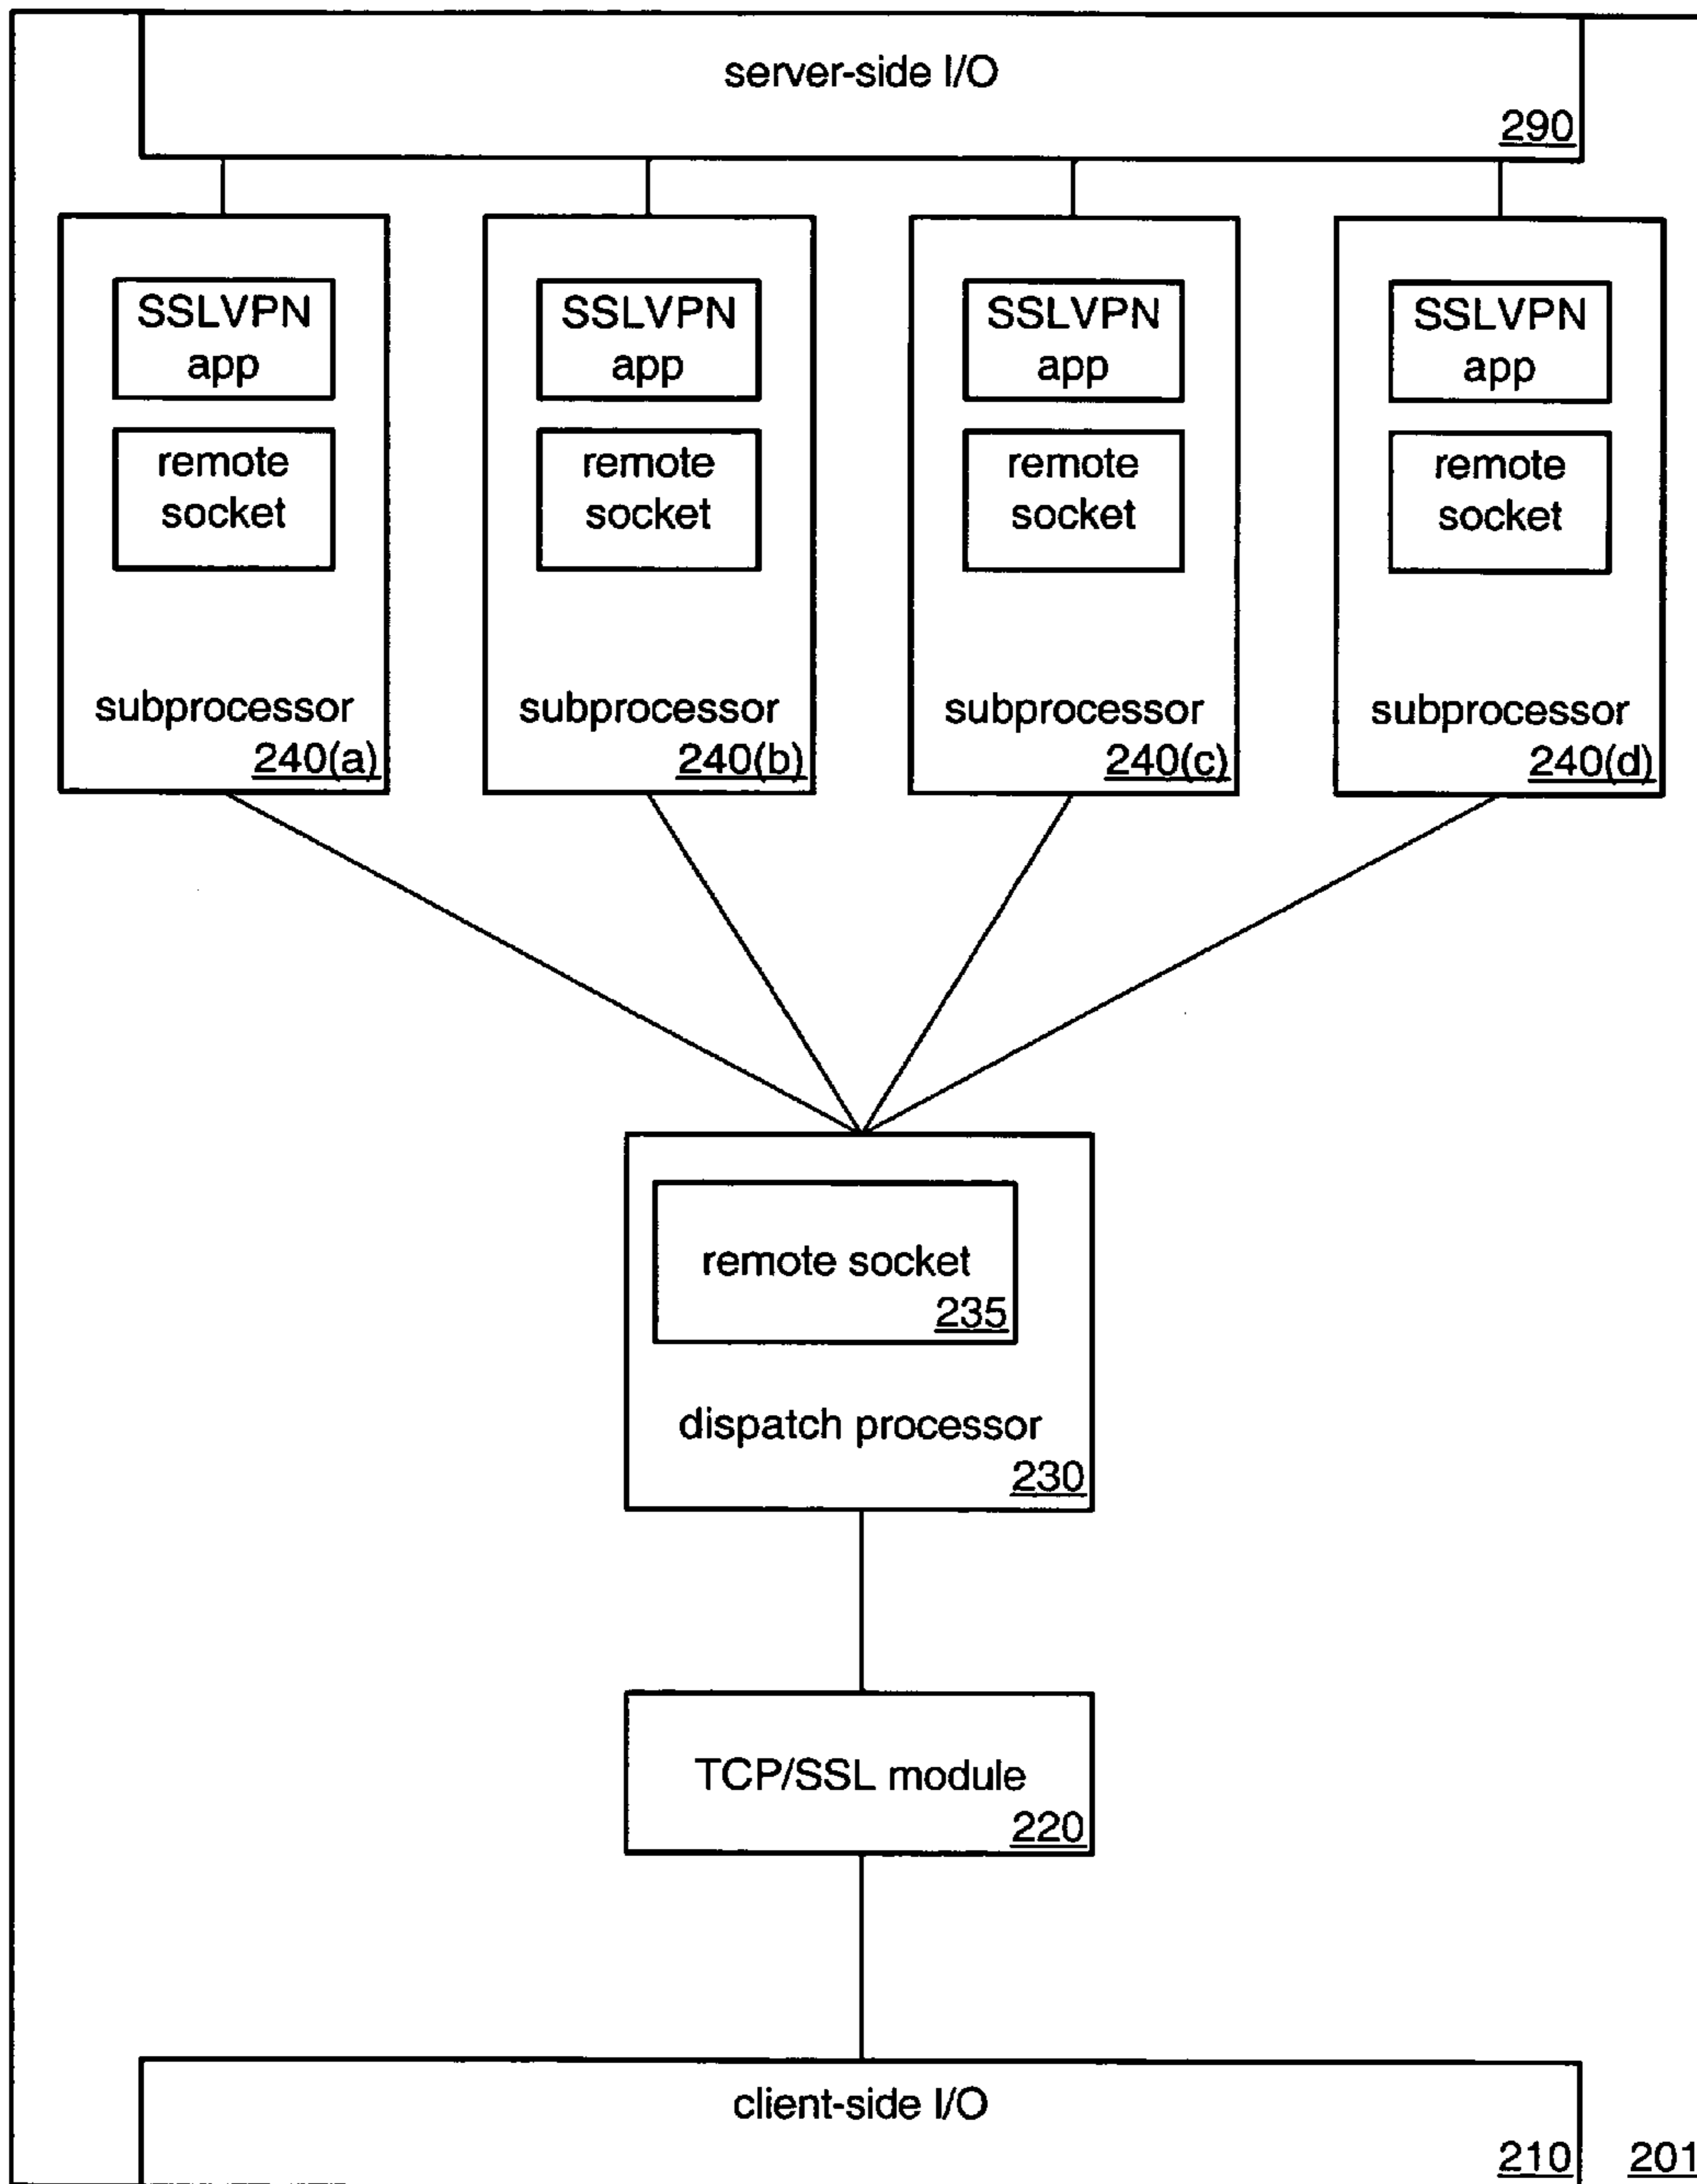 server-side I/O
290
SSLVPN
app
remote
socket
subprocessor
240(a)
SSLVPN
app
remote
socket
subprocessor
240(b)
SSLVPN
app
remote
socket
subprocessor
240(c)
SSLVPN
app
remote
socket
subprocessor
240(d)
remote socket
235
dispatch processor
230
TCP/SSL module
220
client-side I/O
210
201